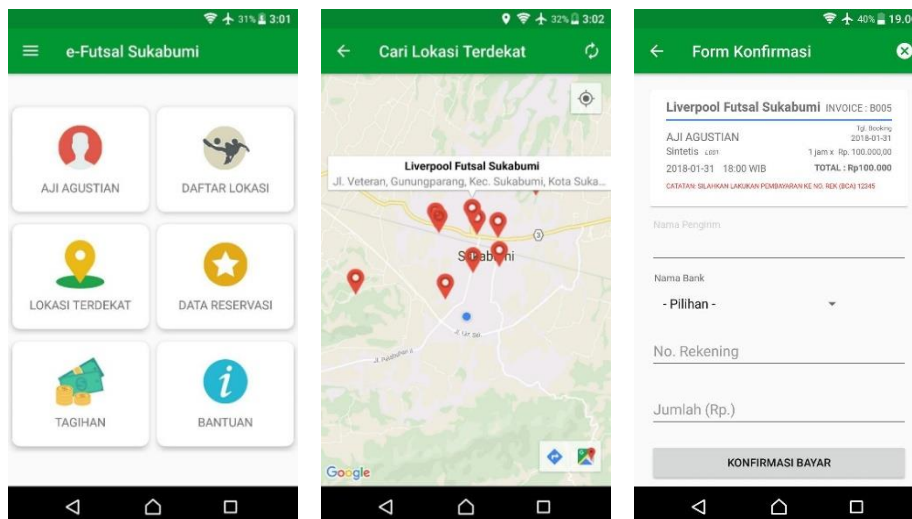 31% 3:01
e-Futsal Sukabumi
AJI AGUSTIAN
DAFTAR LOKASI
LOKASI TERDEKAT
DATA RESERVASI
TAGIHAN
BANTUAN
32% 3:02
Cari Lokasi Terdekat
Liverpool Futsal Sukabumi
Jl. Veteran, Gunungparang, Kec. Sukabumi, Kota Suka...
3
Google
40% 19.0
Form Konfirmasi
Liverpool Futsal Sukabumi INVOICE : B005
Tgl. Booking
AJI AGUSTIAN 2018-01-31
Sintetis 1 jam x Rp. 100.000,00
2018-01-31 18:00 WIB TOTAL : Rp100.000
CATATAN: SILAHKAN LAKUKAN PEMBAYARAN KE NO. REK (BCA) 12345
Nama Pengirim
Nama Bank
- Pilihan -
No. Rekening
Jumlah (Rp.)
KONFIRMASI BAYAR